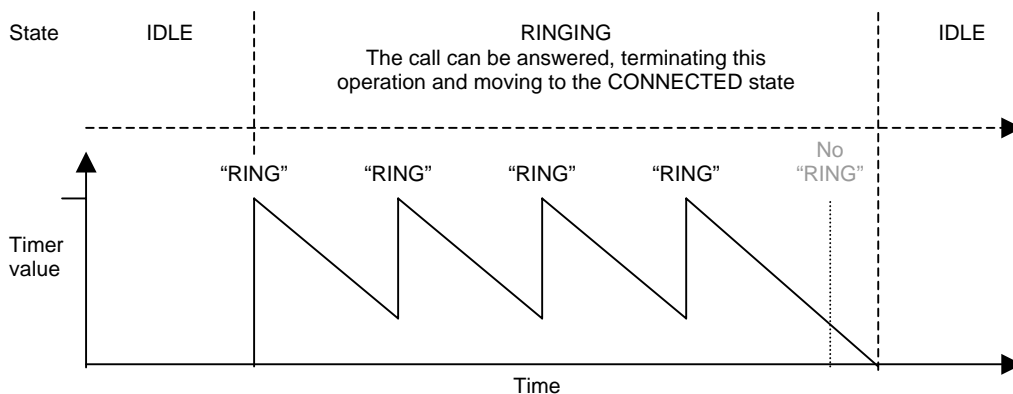 State
IDLE
RINGING
IDLE
The call can be answered, terminating this
operation and moving to the CONNECTED state
“RING”
“RING”
“RING”
“RING”
No
“RING”
Timer
value
Time